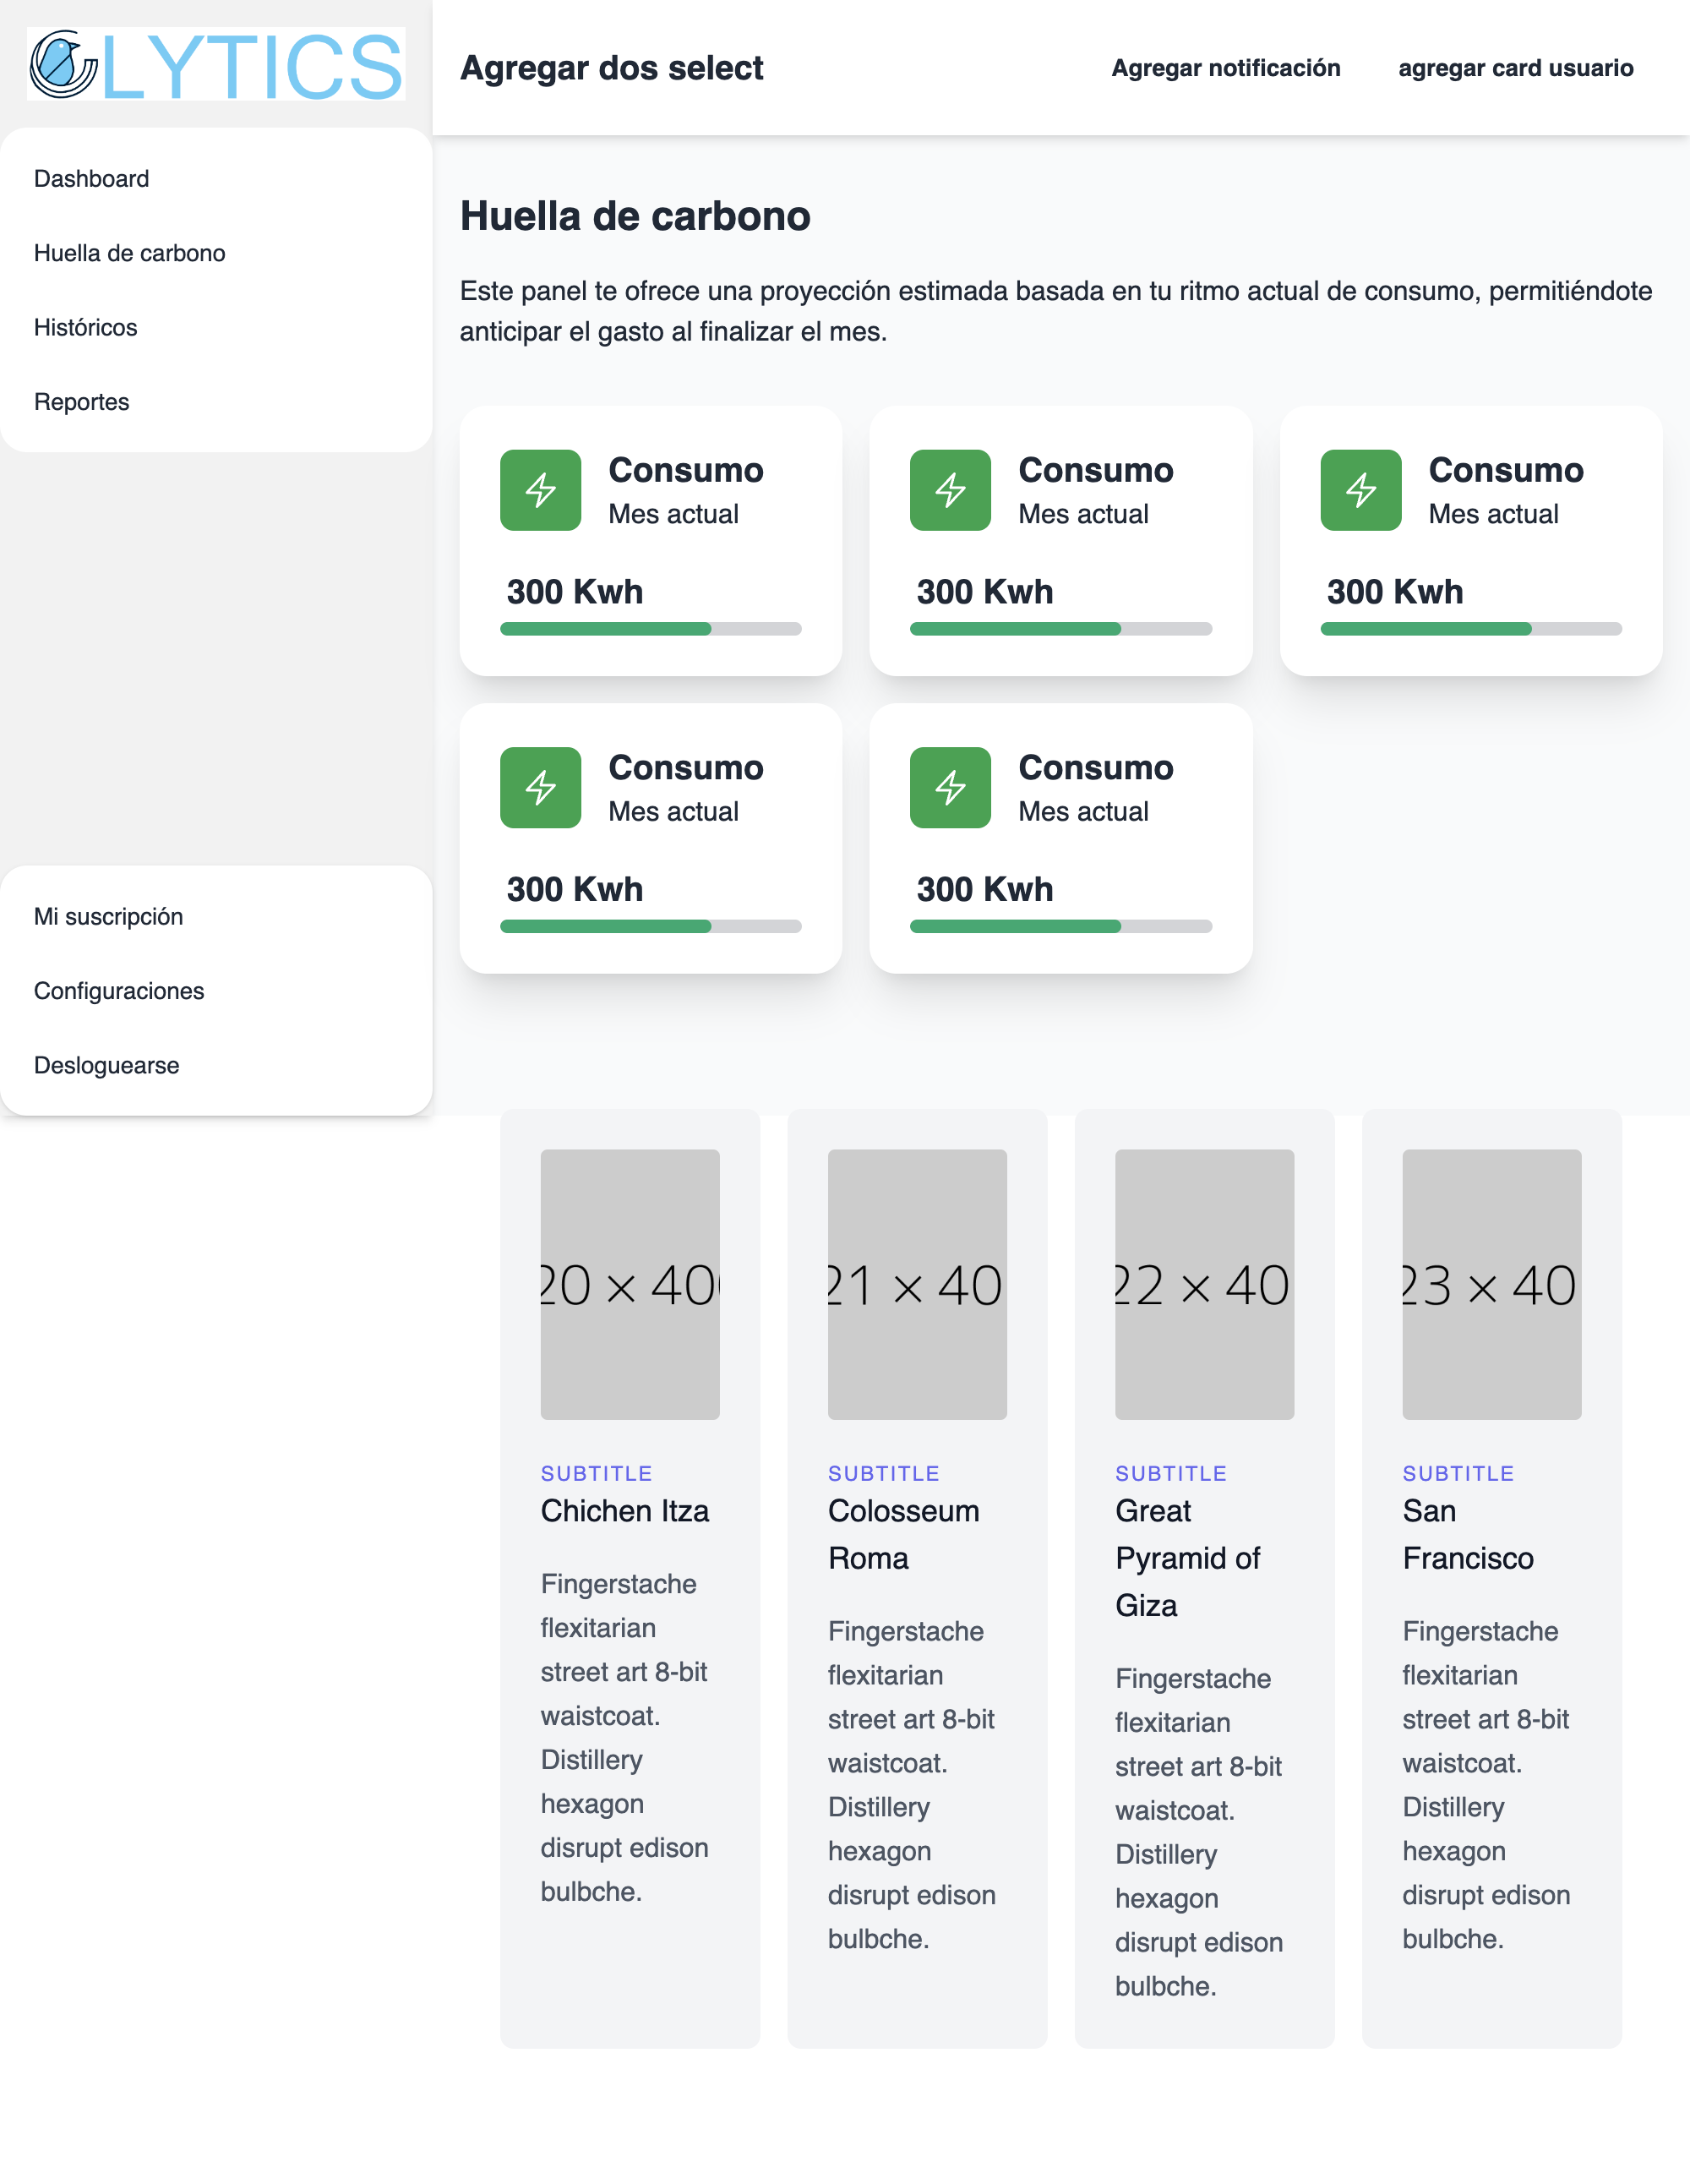 LYTICS
Agregar dos select
Agregar notificación
agregar card usuario
Dashboard
Huella de carbono
Históricos
Reportes
Mi suscripción
Configuraciones
Desloguearse
Huella de carbono
Este panel te ofrece una proyección estimada basada en tu ritmo actual de consumo, permitiéndote
anticipar el gasto al finalizar el mes.
Consumo
Mes actual
300 Kwh
Consumo
Mes actual
300 Kwh
Consumo
Mes actual
300 Kwh
Consumo
Mes actual
300 Kwh
Consumo
Mes actual
300 Kwh
20 × 40
SUBTITLE
Chichen Itza
Fingerstache
flexitarian
street art 8-bit
waistcoat.
Distillery
hexagon
disrupt edison
bulbche.
21 × 40
SUBTITLE
Colosseum
Roma
Fingerstache
flexitarian
street art 8-bit
waistcoat.
Distillery
hexagon
disrupt edison
bulbche.
22 × 40
SUBTITLE
Great
Pyramid of
Giza
Fingerstache
flexitarian
street art 8-bit
waistcoat.
Distillery
hexagon
disrupt edison
bulbche.
23 × 40
SUBTITLE
San
Francisco
Fingerstache
flexitarian
street art 8-bit
waistcoat.
Distillery
hexagon
disrupt edison
bulbche.